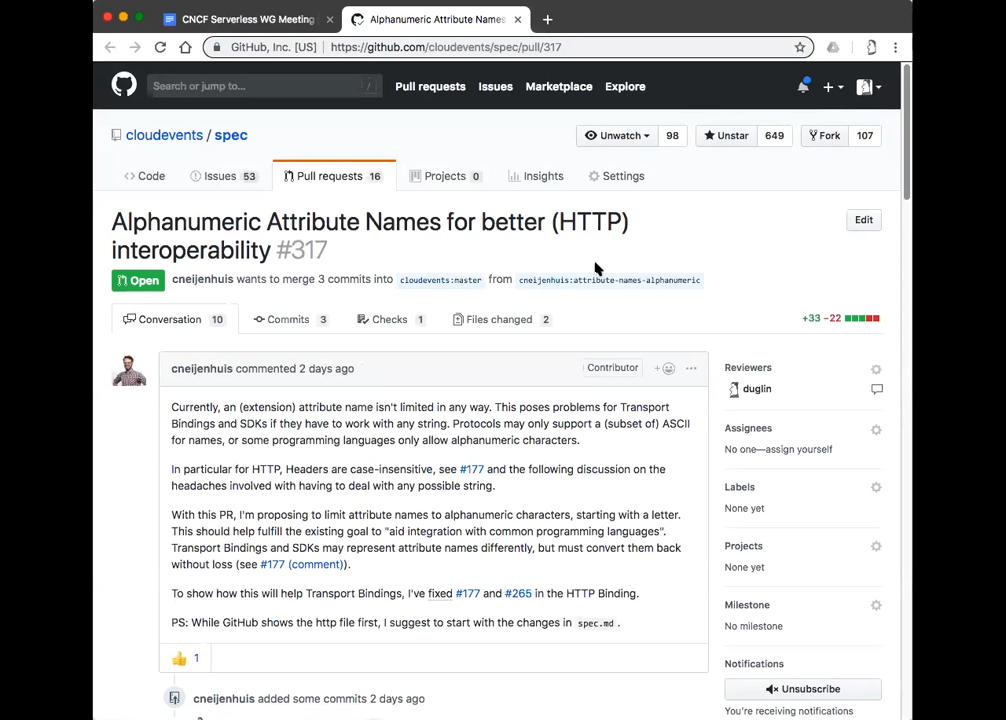 CNCF Serverless WG Meeting
Alphanumeric Attribute Names
GitHub, Inc. [US] | https://github.com/cloudevents/spec/pull/317
Search or jump to... /
Pull requests Issues Marketplace Explore
cloudevents / spec
Unwatch 98 Unstar 649 Fork 107
Code Issues 53 Pull requests 16 Projects 0 Insights Settings
Alphanumeric Attribute Names for better (HTTP)
interoperability #317
Edit
Open cneijenhuis wants to merge 3 commits into cloudevents:master from cneijenhuis:attribute-names-alphanumeric
Conversation 10 Commits 3 Checks 1 Files changed 2 +33 −22
cneijenhuis commented 2 days ago Contributor
Currently, an (extension) attribute name isn't limited in any way. This poses problems for Transport
Bindings and SDKs if they have to work with any string. Protocols may only support a (subset of) ASCII
for names, or some programming languages only allow alphanumeric characters.
In particular for HTTP, Headers are case-insensitive, see #177 and the following discussion on the
headaches involved with having to deal with any possible string.
With this PR, I'm proposing to limit attribute names to alphanumeric characters, starting with a letter.
This should help fulfill the existing goal to "aid integration with common programming languages".
Transport Bindings and SDKs may represent attribute names differently, but must convert them back
without loss (see #177 (comment)).
To show how this will help Transport Bindings, I've fixed #177 and #265 in the HTTP Binding.
PS: While GitHub shows the http file first, I suggest to start with the changes in spec.md .
1
cneijenhuis added some commits 2 days ago
Reviewers
duglin
Assignees
No one—assign yourself
Labels
None yet
Projects
None yet
Milestone
No milestone
Notifications
Unsubscribe
You're receiving notifications